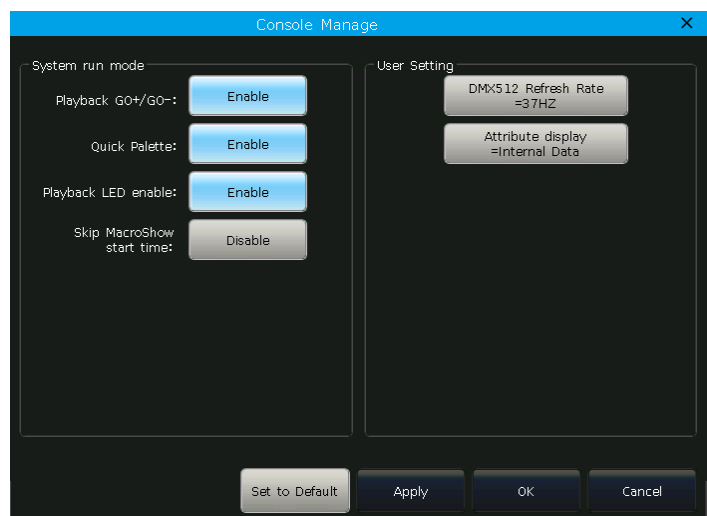 Console Manage
System run mode
Playback GO+/GO-:
Enable
Quick Palette:
Enable
Playback LED enable:
Enable
Skip MacroShow
start time:
Disable
User Setting
DMX512 Refresh Rate
=37HZ
Attribute display
=Internal Data
Set to Default
Apply
OK
Cancel